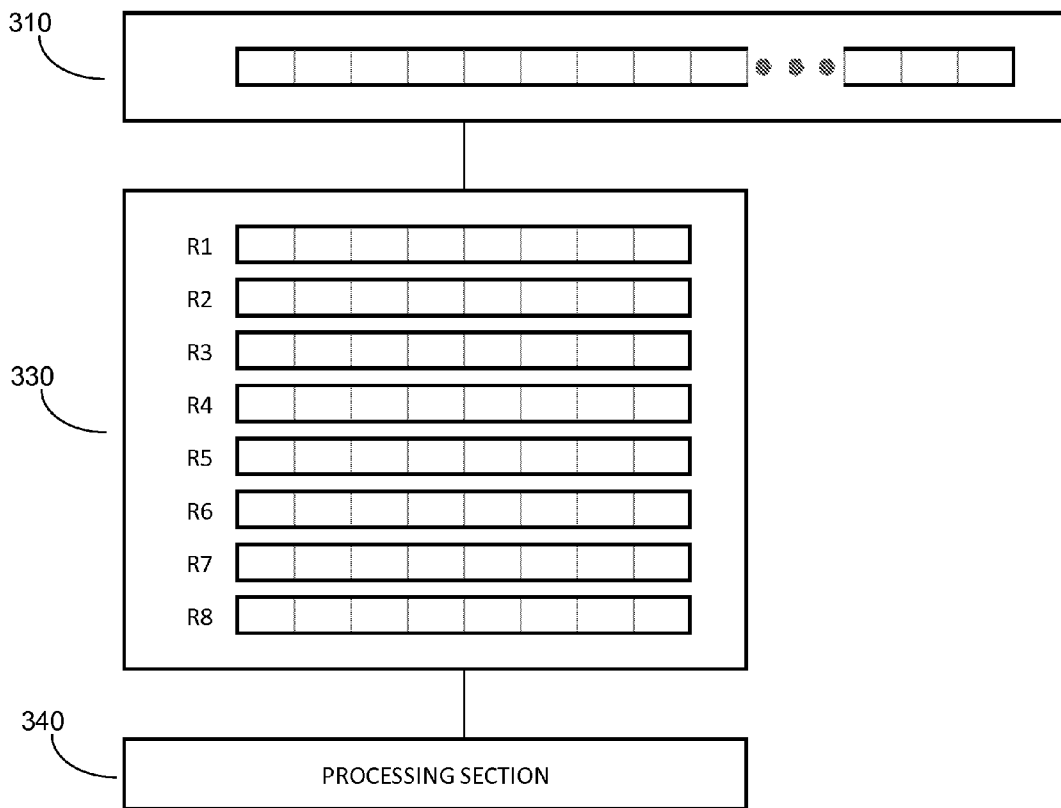 310
R1
R2
R3
330
R4
R5
R6
R7
R8
340
PROCESSING SECTION